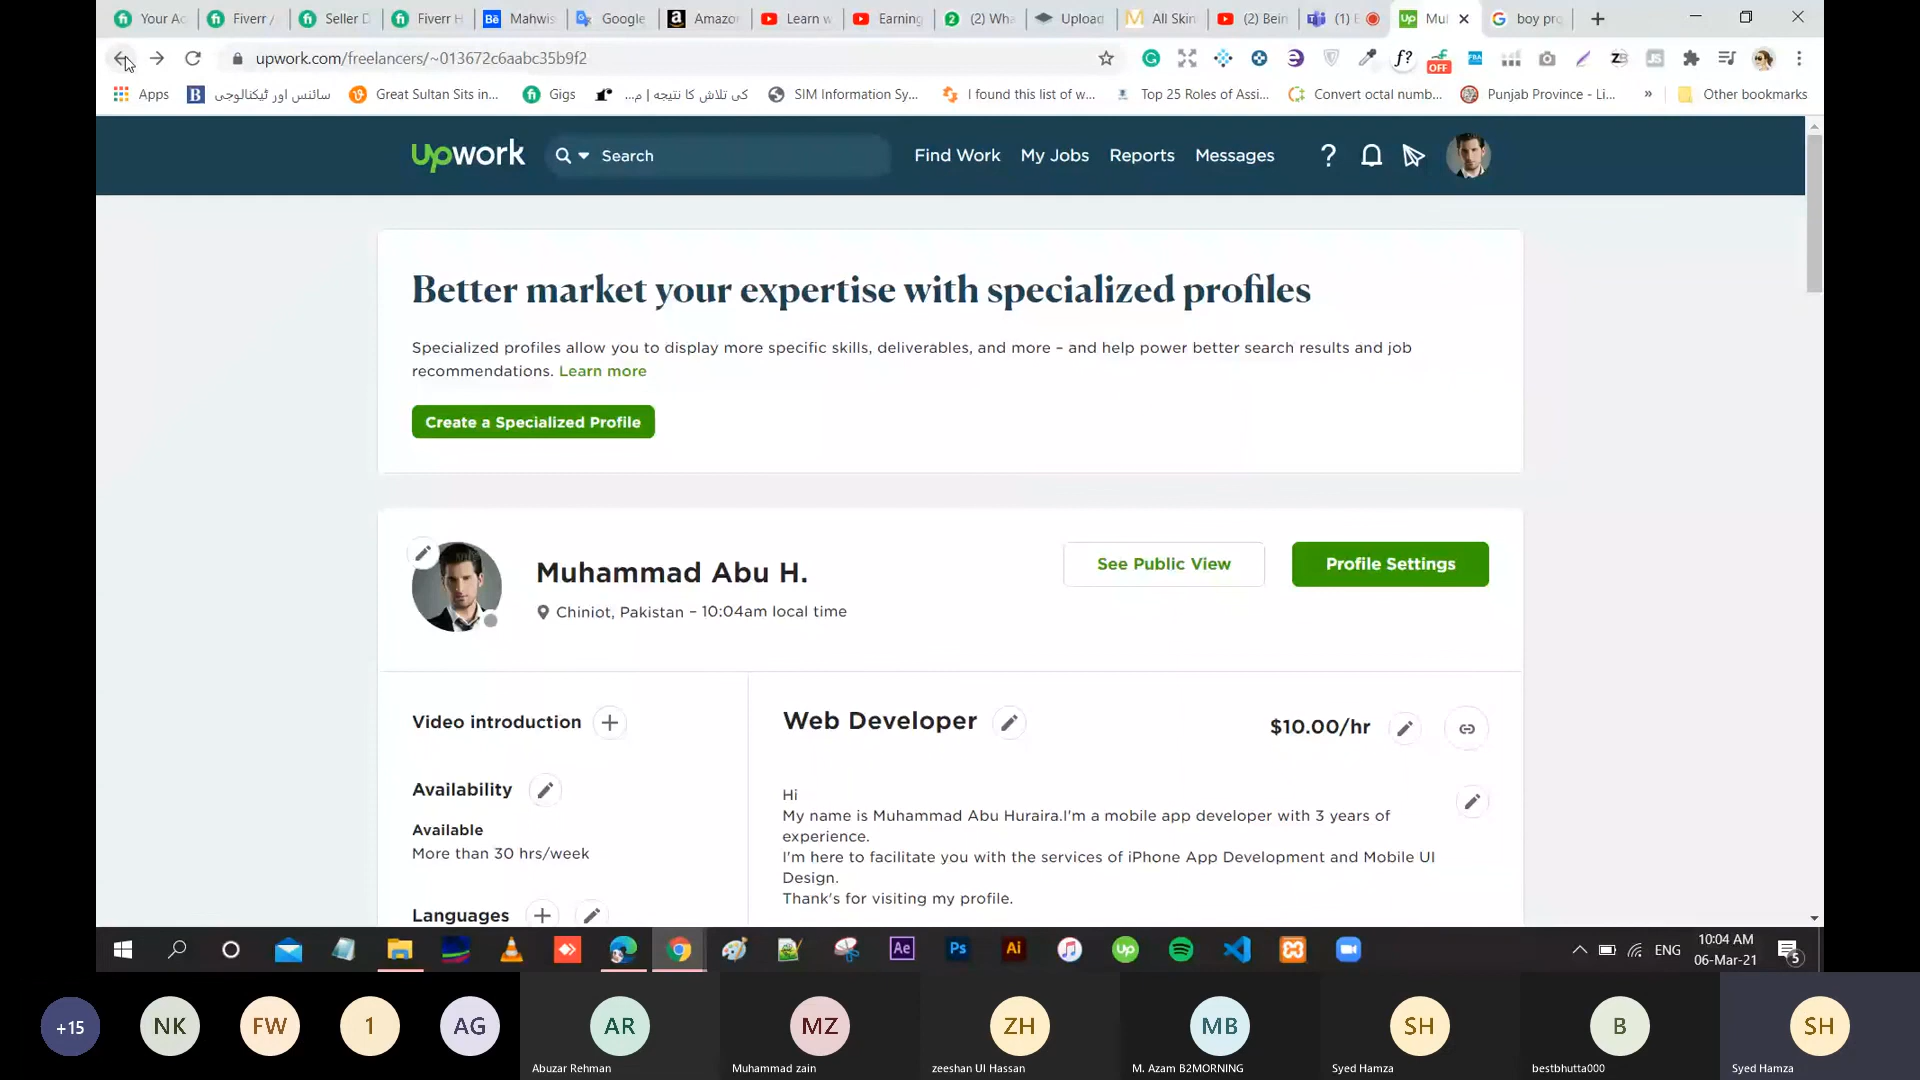 Your Ac
Fiverr /
Seller D
Fiverr H
Mahwis
Google
Amazo
Learn w
Earning
(2) Wha
Upload
All Skin
(2) Bein
(1)
Mu
boy pro
upwork.com/freelancers/~013672c6aabc35b9f2
Apps
سائنس اور ٹیکنالوجی
Great Sultan Sits in...
Gigs
کی تلاش کا نتیجہ | م...
SIM Information Sy...
I found this list of w...
Top 25 Roles of Assi...
Convert octal numb...
Punjab Province - Li...
»
Other bookmarks
upwork
Search
Find Work
My Jobs
Reports
Messages
Better market your expertise with specialized profiles
Specialized profiles allow you to display more specific skills, deliverables, and more – and help power better search results and job
recommendations. Learn more
Create a Specialized Profile
Muhammad Abu H.
Chiniot, Pakistan – 10:04am local time
See Public View
Profile Settings
Video introduction
Availability
Available
More than 30 hrs/week
Languages
Web Developer
$10.00/hr
Hi
My name is Muhammad Abu Huraira.I'm a mobile app developer with 3 years of
experience.
I'm here to facilitate you with the services of iPhone App Development and Mobile UI
Design.
Thank's for visiting my profile.
ENG
10:04 AM
06-Mar-21
5
+15
NK
FW
1
AG
AR
Abuzar Rehman
MZ
Muhammad zain
ZH
zeeshan Ul Hassan
MB
M. Azam B2MORNING
SH
Syed Hamza
B
bestbhutta000
SH
Syed Hamza